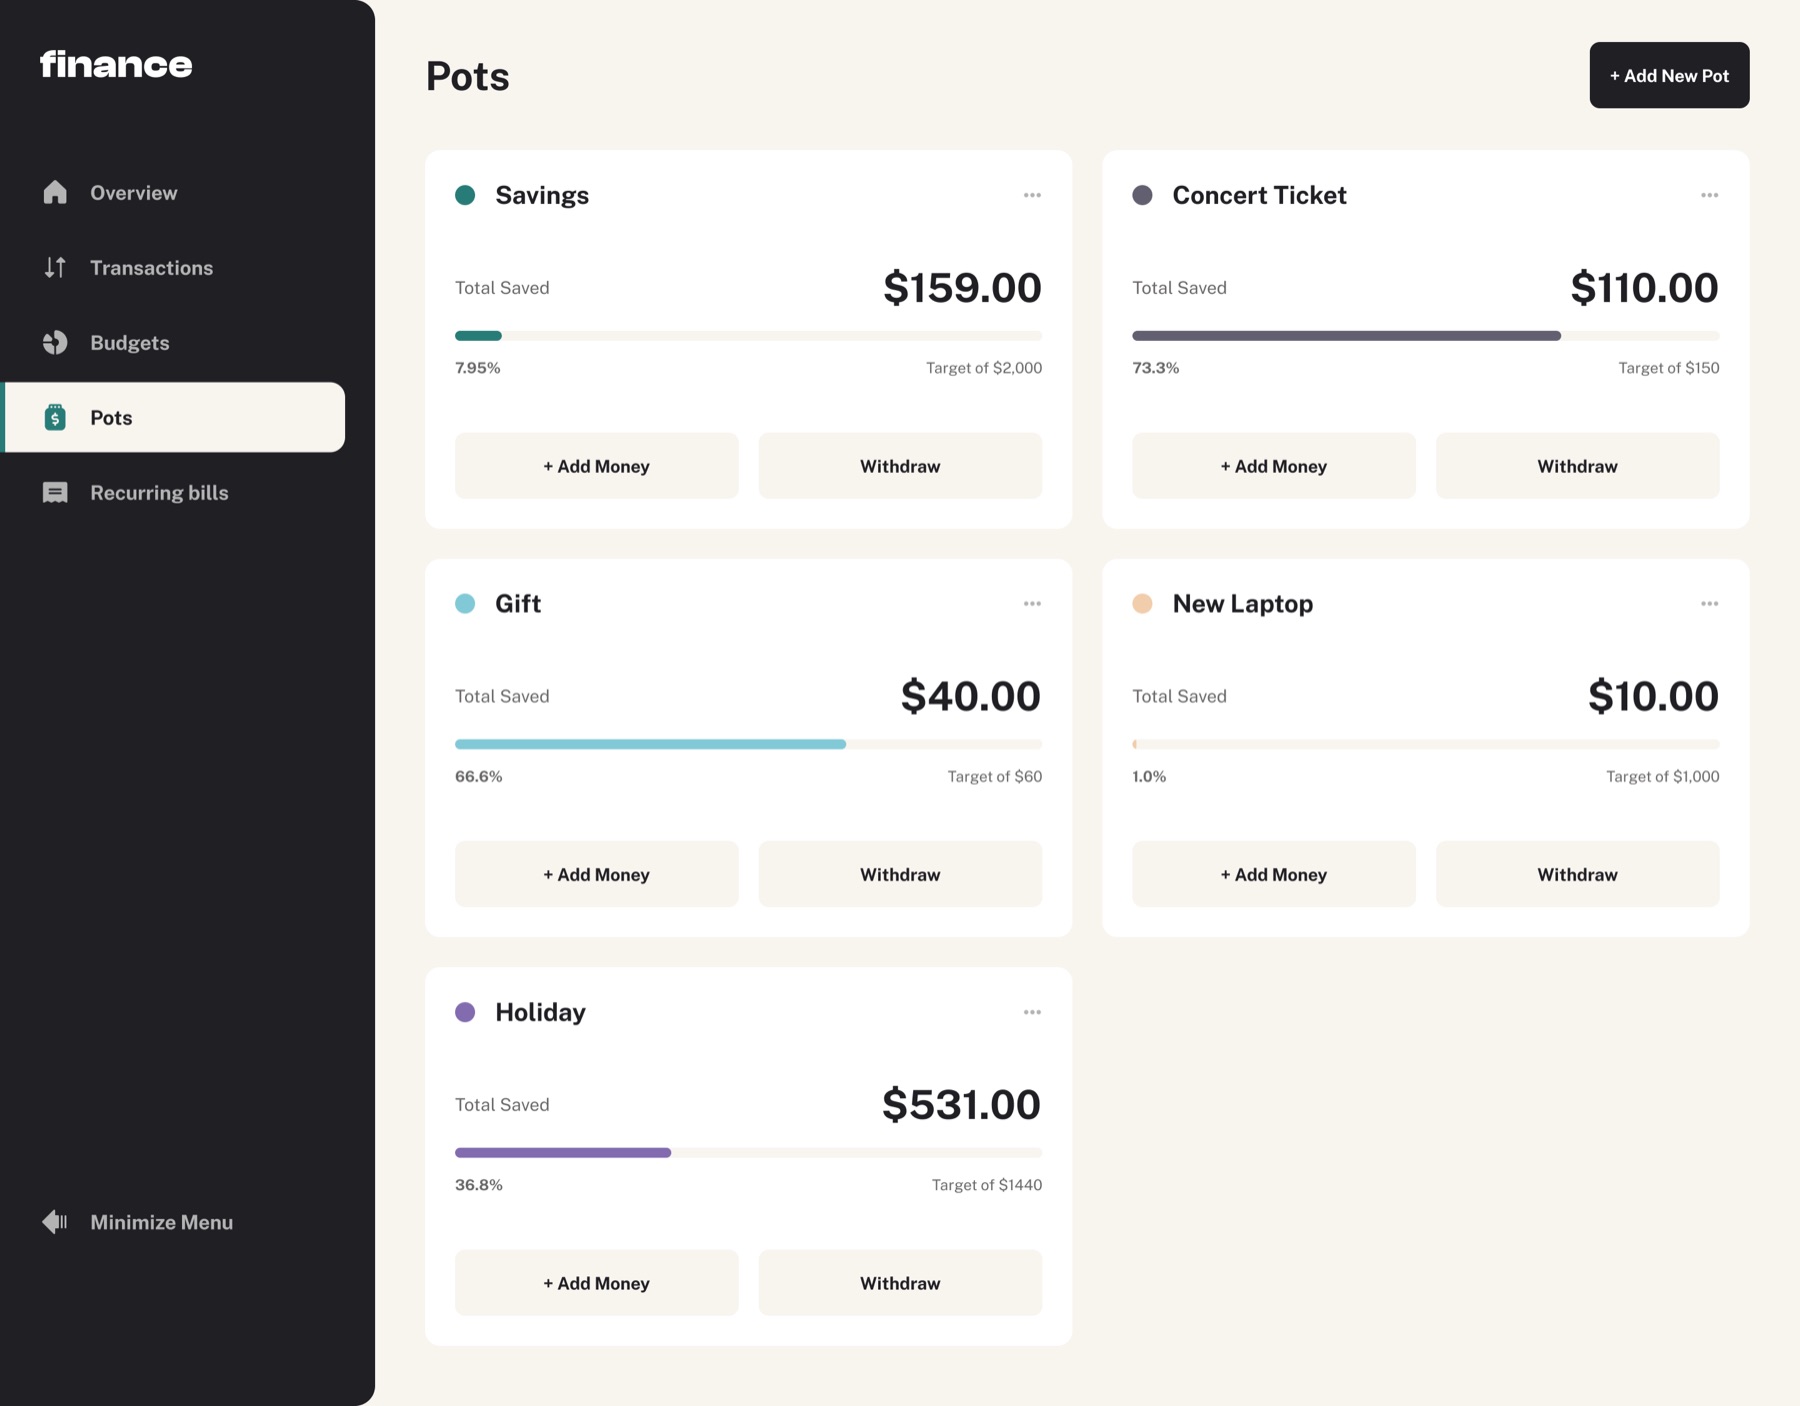 finance
Overview
Transactions
Budgets
Pots
Recurring bills
Minimize Menu
Pots
+ Add New Pot
Savings
Total Saved $159.00
7.95% Target of $2,000
+ Add Money Withdraw
Concert Ticket
Total Saved $110.00
73.3% Target of $150
+ Add Money Withdraw
Gift
Total Saved $40.00
66.6% Target of $60
+ Add Money Withdraw
New Laptop
Total Saved $10.00
1.0% Target of $1,000
+ Add Money Withdraw
Holiday
Total Saved $531.00
36.8% Target of $1440
+ Add Money Withdraw